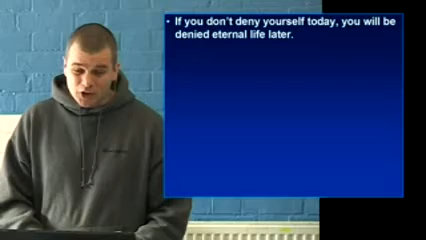 • If you don't deny yourself today, you will be
denied eternal life later.